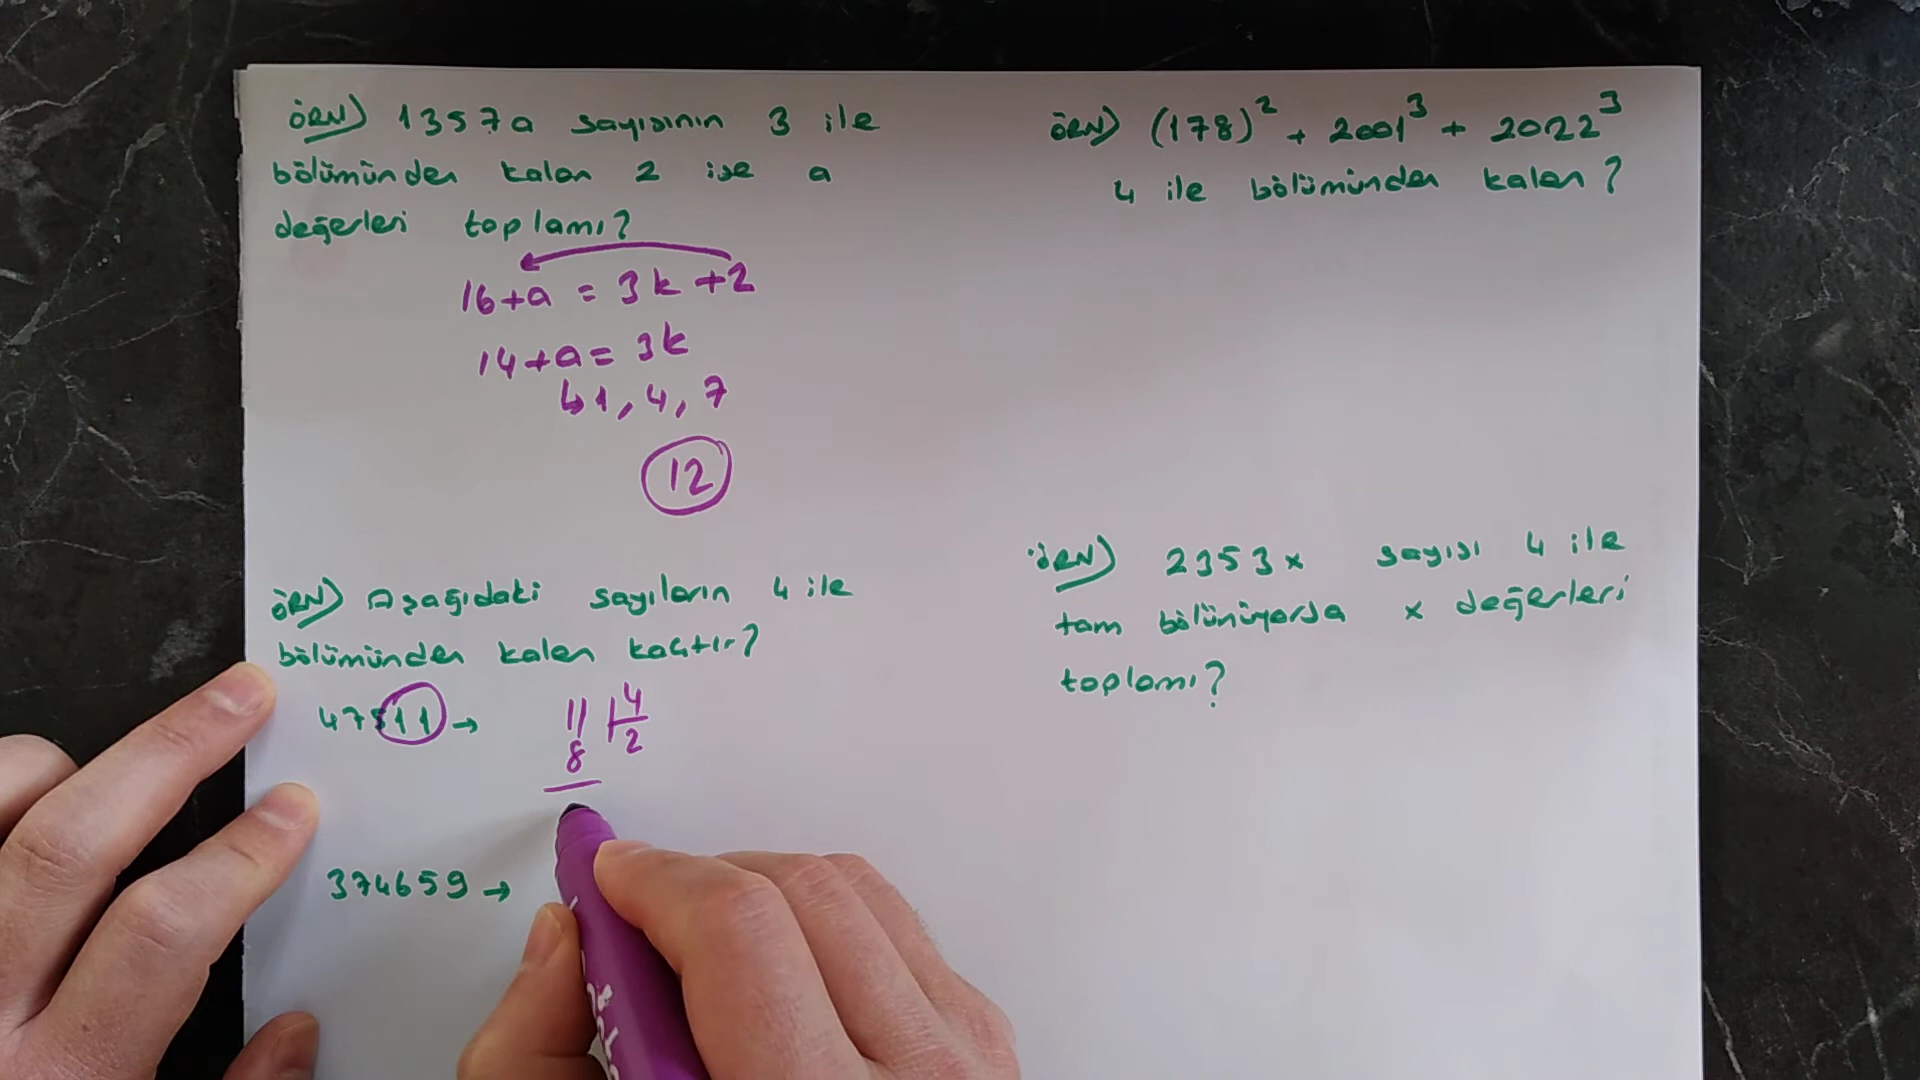 ÖRN) 1357a sayısının 3 ile
bölümünden kalan 2 ise a
değerleri toplamı?
16+a = 3k+2
14+a = 3k
↳ 1, 4, 7
12
ÖRN) Aşağıdaki sayıların 4 ile
bölümünden kalan kaçtır?
47511 →
11 | 4
8 2
374659 →
ÖRN) (178)² + 2001³ + 2022³
4 ile bölümünden kalan?
ÖRN) 2353x sayısı 4 ile
tam bölünüyorsa x değerleri
toplamı?